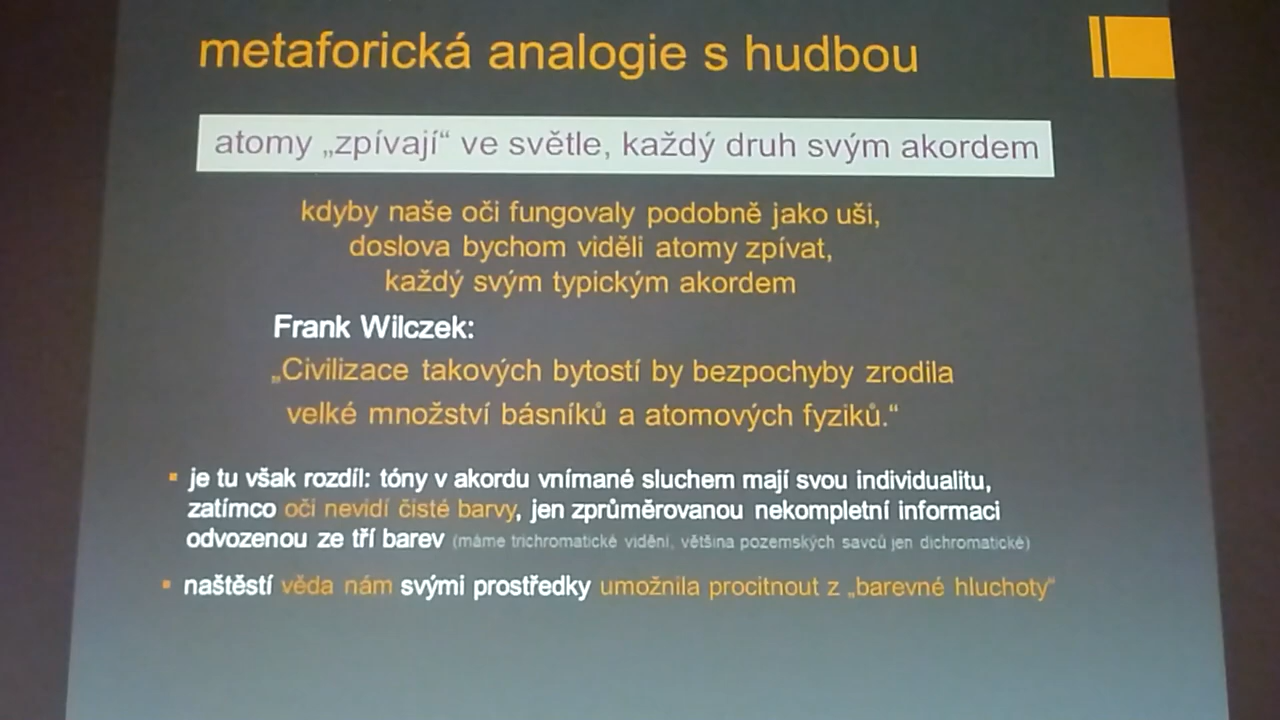 metaforická analogie s hudbou
atomy „zpívají“ ve světle, každý druh svým akordem
kdyby naše oči fungovaly podobně jako uši,
doslova bychom viděli atomy zpívat,
každý svým typickým akordem
Frank Wilczek:
„Civilizace takových bytostí by bezpochyby zrodila
velké množství básníků a atomových fyziků.“
▪ je tu však rozdíl: tóny v akordu vnímané sluchem mají svou individualitu,
zatímco oči nevidí čisté barvy, jen zprůměrovanou nekompletní informaci
odvozenou ze tří barev (máme trichromatické vidění, většina pozemských savců jen dichromatické)
▪ naštěstí věda nám svými prostředky umožnila procitnout z „barevné hluchoty“